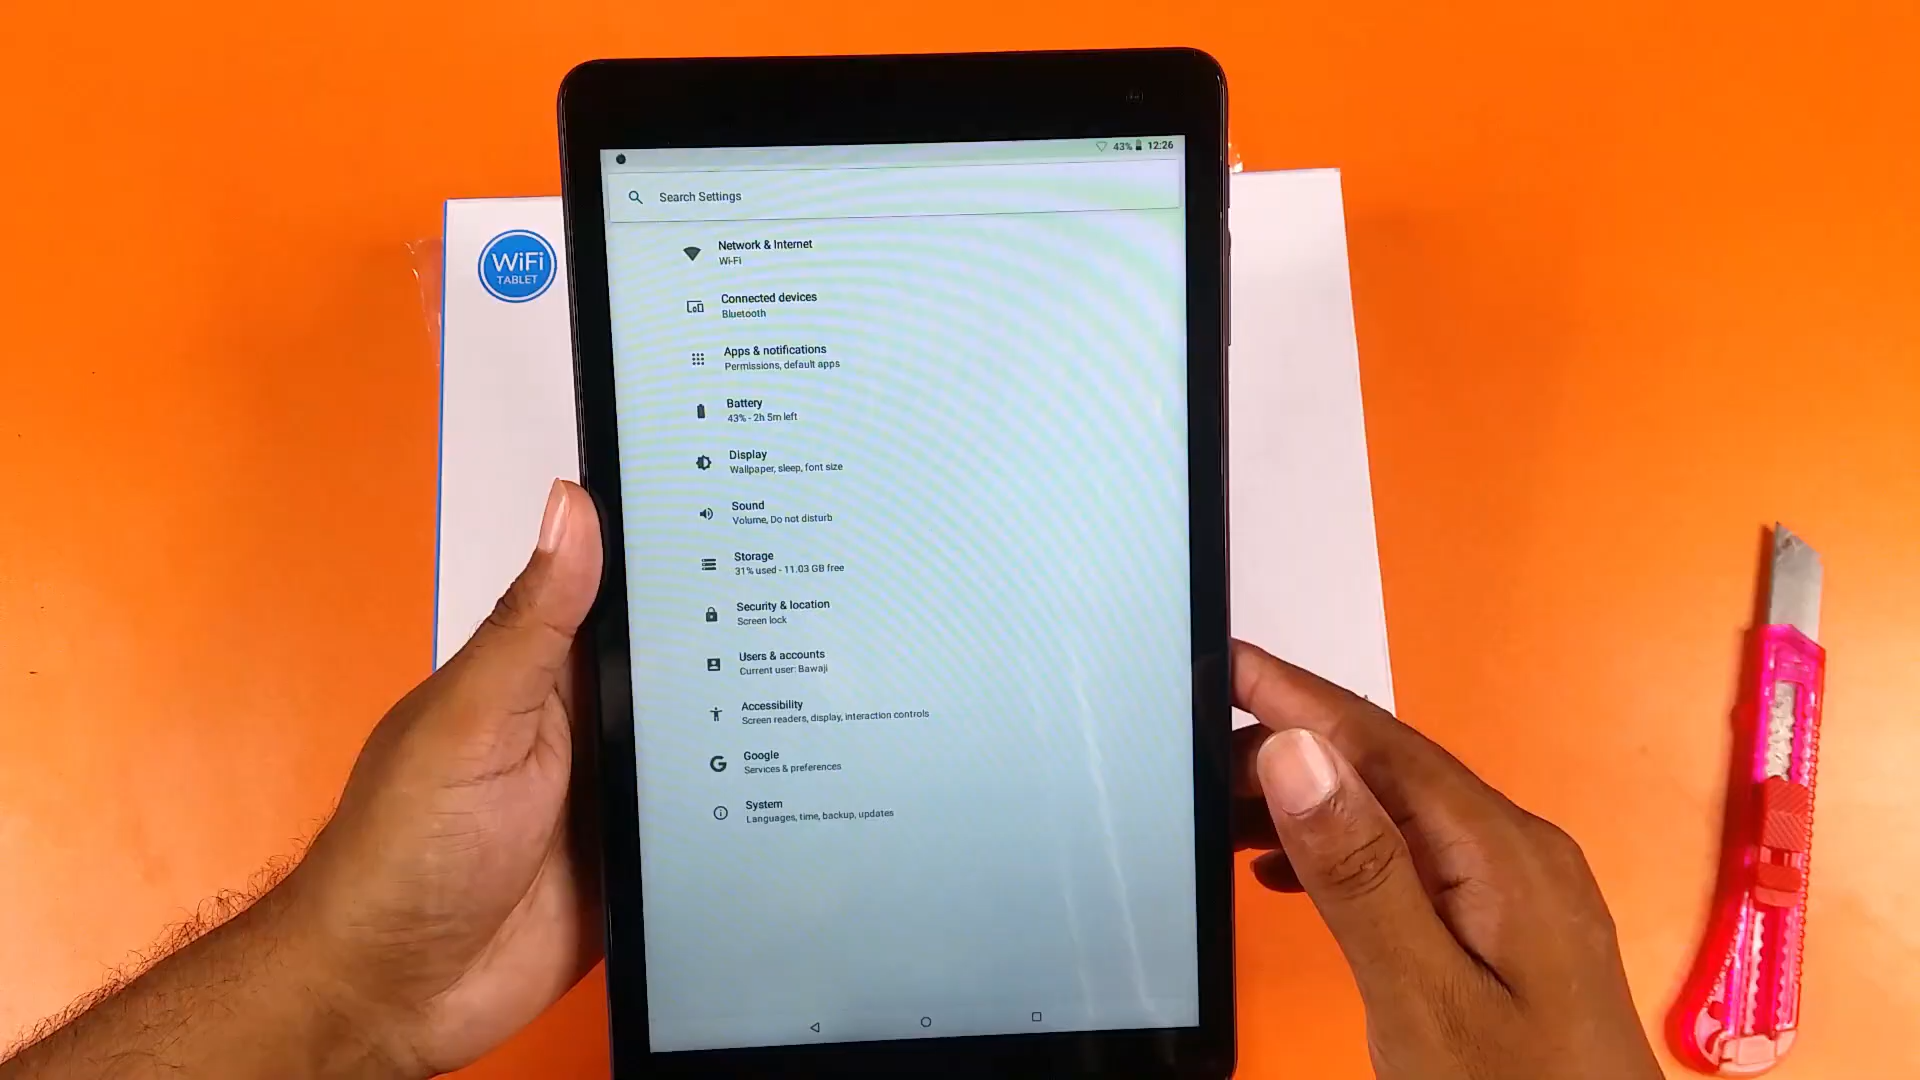 43% 12:26
Search Settings
WiFi
TABLET
Network & Internet
Wi-Fi
Connected devices
Bluetooth
Apps & notifications
Permissions, default apps
Battery
43% - 2h 5m left
Display
Wallpaper, sleep, font size
Sound
Volume, Do not disturb
Storage
31% used - 11.03 GB free
Security & location
Screen lock
Users & accounts
Current user: Bawaji
Accessibility
Screen readers, display, interaction controls
Google
Services & preferences
System
Languages, time, backup, updates